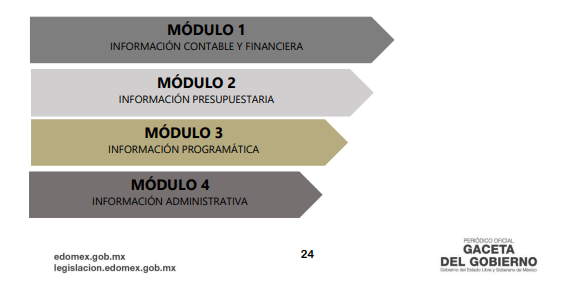 MÓDULO 1
INFORMACIÓN CONTABLE Y FINANCIERA
MÓDULO 2
INFORMACIÓN PRESUPUESTARIA
MÓDULO 3
INFORMACIÓN PROGRAMÁTICA
MÓDULO 4
INFORMACIÓN ADMINISTRATIVA
edomex.gob.mx
legislacion.edomex.gob.mx
24
PERIÓDICO OFICIAL
GACETA
DEL GOBIERNO
Gobierno del Estado Libre y Soberano de México